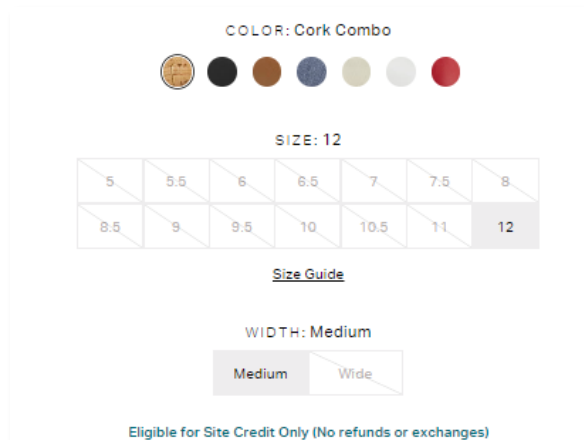 COLOR: Cork Combo
SIZE: 12
5 5.5 6 6.5 7 7.5 8
8.5 9 9.5 10 10.5 11 12
Size Guide
WIDTH: Medium
Medium Wide
Eligible for Site Credit Only (No refunds or exchanges)